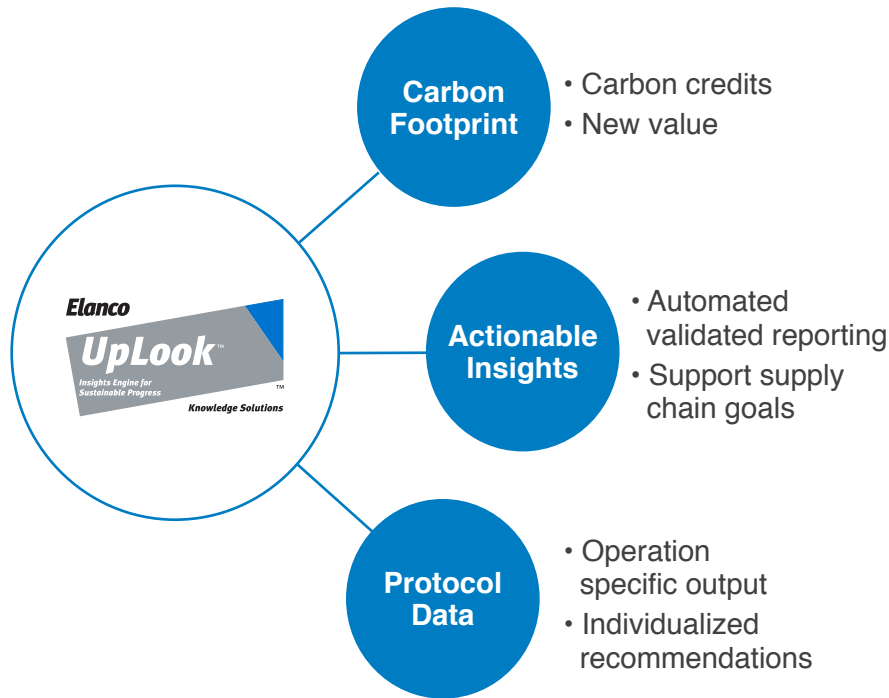 Carbon
Footprint
• Carbon credits
• New value
Elanco
UpLook™
Insights Engine for
Sustainable Progress
™
Knowledge Solutions
Actionable
Insights
• Automated
validated reporting
• Support supply
chain goals
Protocol
Data
• Operation
specific output
• Individualized
recommendations